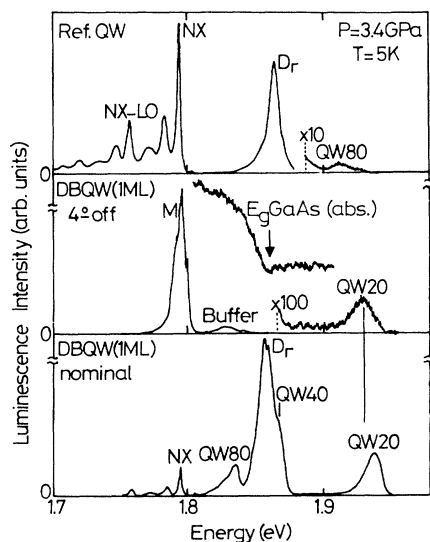 Ref. QW
NX
P=3.4GPa
T=5K
NX-LO
Dr
x10
QW80
0
DBQW(1ML)
4º off
M
EgGaAs (abs.)
Buffer
x100
QW20
0
DBQW(1ML)
nominal
Dr
QW40
NX
QW80
QW20
0
1.7
1.8
1.9
Energy (eV)
Luminescence Intensity (arb. units)